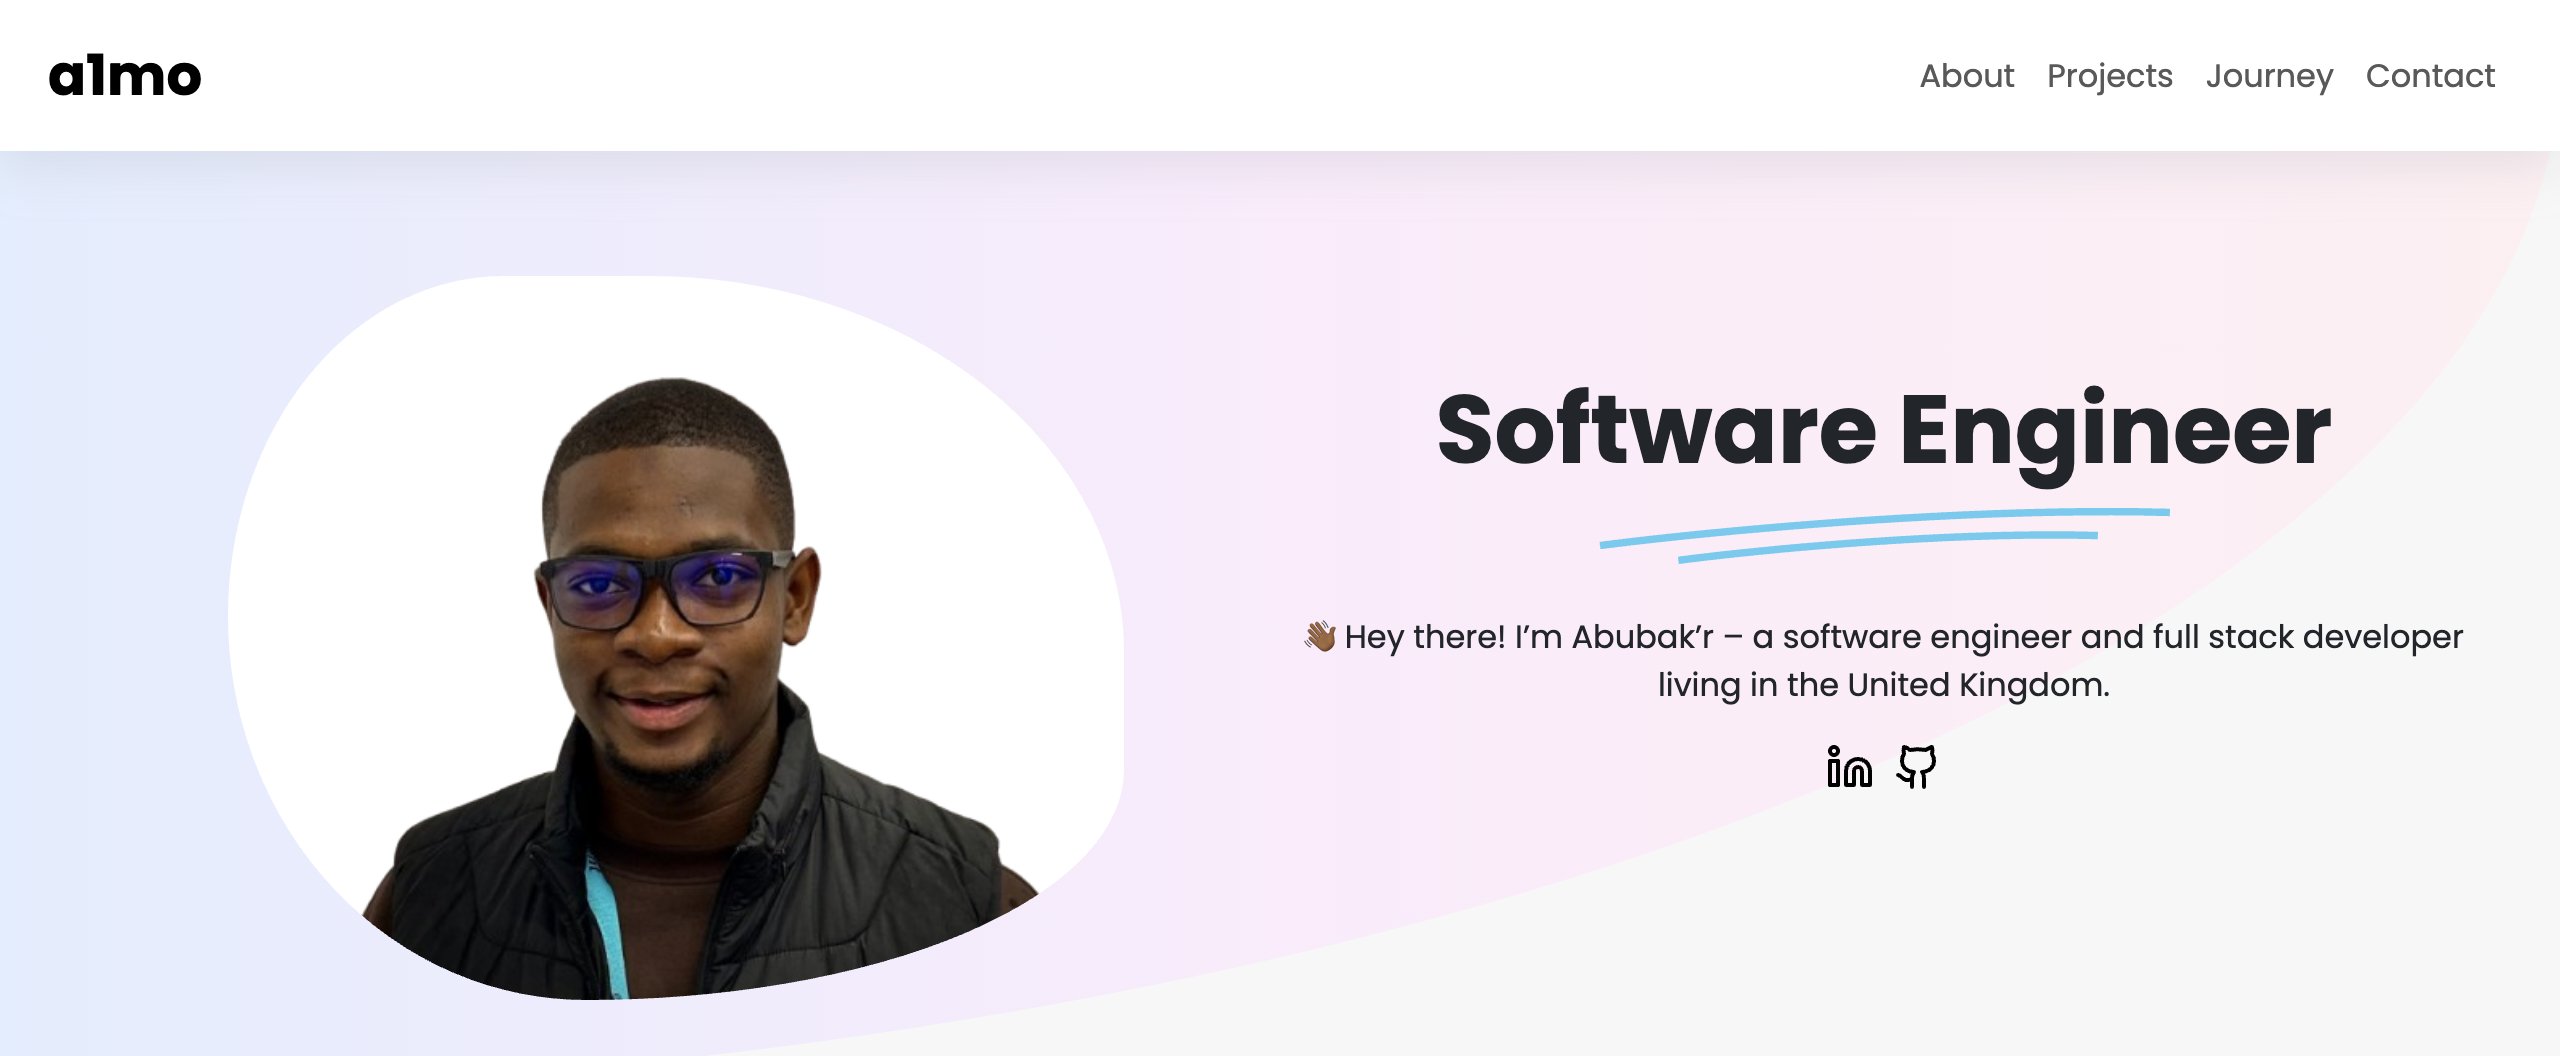 a1mo
About Projects Journey Contact
Software Engineer
👋🏾 Hey there! I’m Abubak’r – a software engineer and full stack developer
living in the United Kingdom.